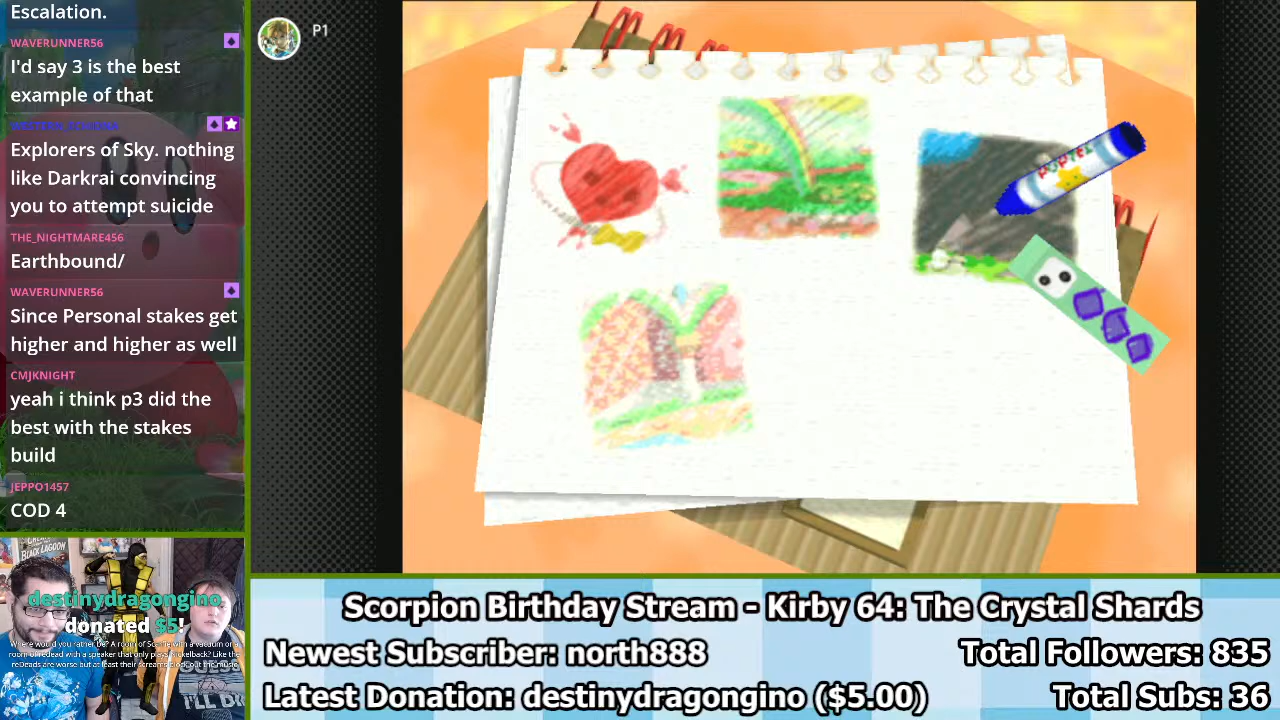 Escalation.
WAVERUNNER56
I'd say 3 is the best
example of that
Explorers of Sky. nothing
like Darkrai convincing
you to attempt suicide
THE_NIGHTMARE456
Earthbound/
WAVERUNNER56
Since Personal stakes get
higher and higher as well
CMJKNIGHT
yeah i think p3 did the
best with the stakes
build
JEPPO1457
COD 4
P1
destinydragongino
donated $5!
Scorpion Birthday Stream - Kirby 64: The Crystal Shards
Newest Subscriber: north888
Total Followers: 835
Latest Donation: destinydragongino ($5.00)
Total Subs: 36